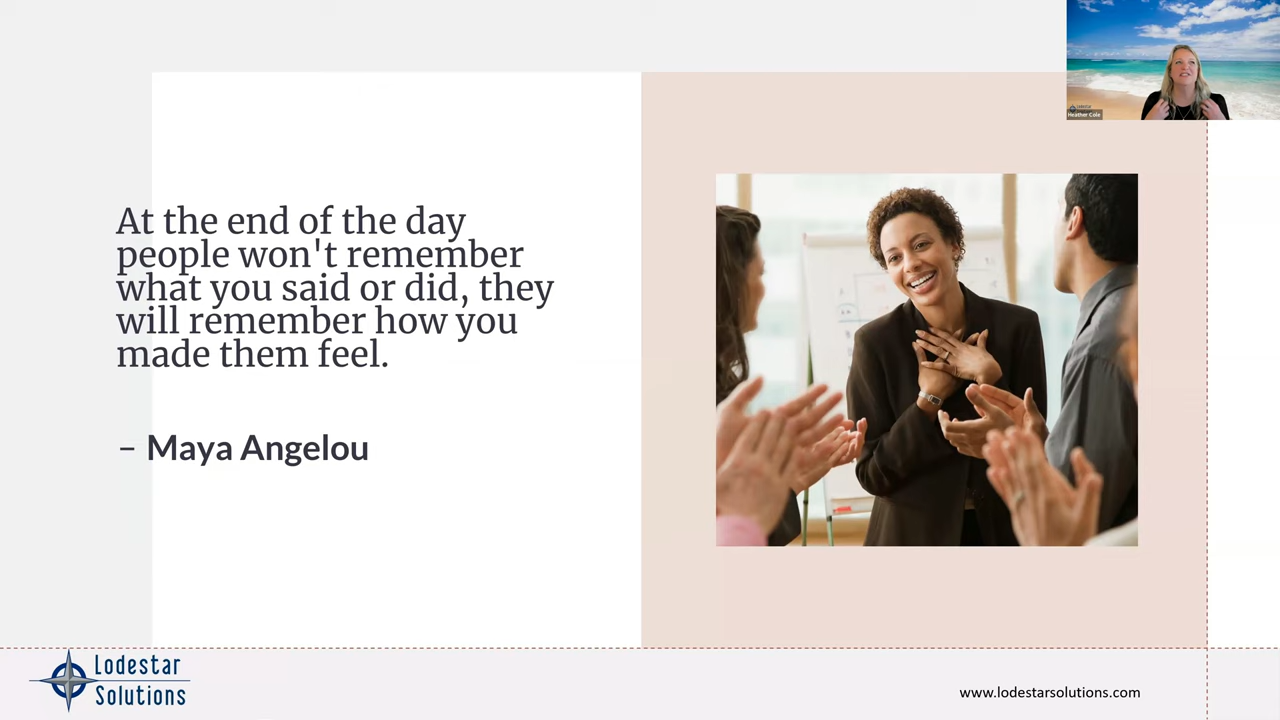 At the end of the day
people won't remember
what you said or did, they
will remember how you
made them feel.
– Maya Angelou
Lodestar
Heather Cole
Lodestar
Solutions
www.lodestarsolutions.com